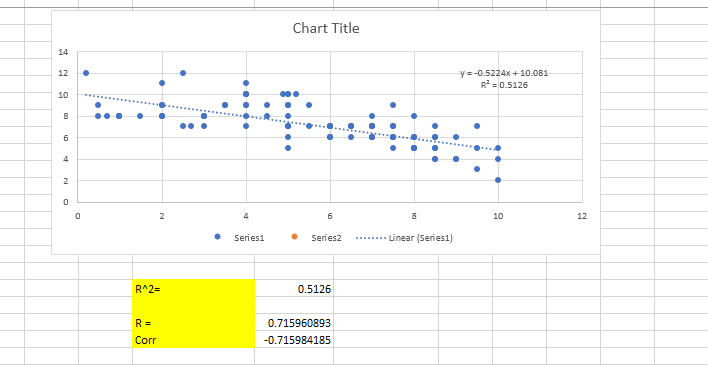 Chart Title
14
12
10
8
6
4
2
0
y = -0.5224x + 10.081
R² = 0.5126
0 2 4 6 8 10 12
Series1 Series2 Linear (Series1)
R^2= 0.5126
R = 0.715960893
Corr -0.715984185